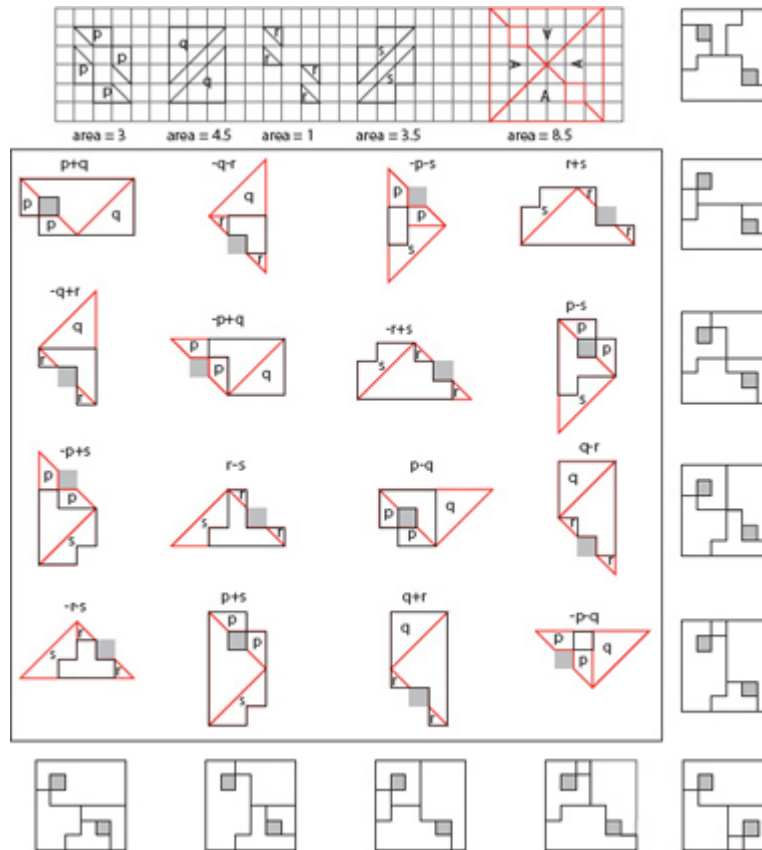 p q r s A
p p q r s A A
p r A
area = 3 area = 4.5 area = 1 area = 3.5 area = 8.5
p+q -q-r -p-s r+s
p q p
q r p s r
p r s r
-q+r -p+q -r+s p-s
q p p q r p
r r s r p s
-p+s r-s p-q q-r
p p r p q q
s s p r r
-r-s p+s q+r -p-q
r p q p q
s r p s r r p